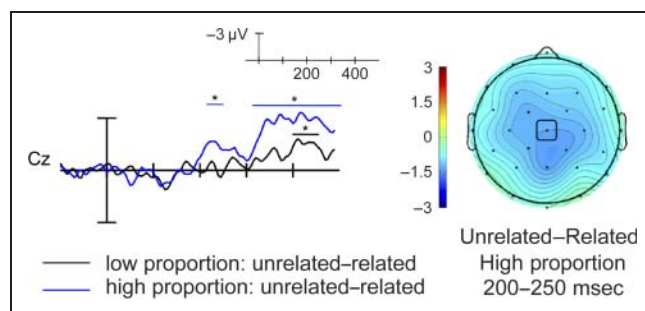 −3 µV
200 400
*
*
*
Cz
low proportion: unrelated–related
high proportion: unrelated–related
3
1.5
0
−1.5
−3
Unrelated–Related
High proportion
200–250 msec